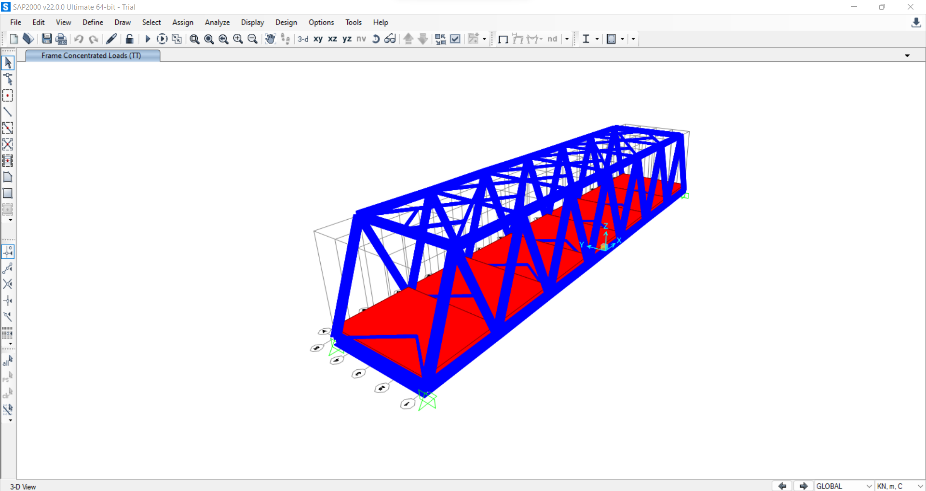 SAP2000 v22.0.0 Ultimate 64-bit - Trial
File Edit View Define Draw Select Assign Analyze Display Design Options Tools Help
3-d xy xz yz nv nd
Frame Concentrated Loads (TT)
all
Z
Y X
3-D View
GLOBAL
KN, m, C